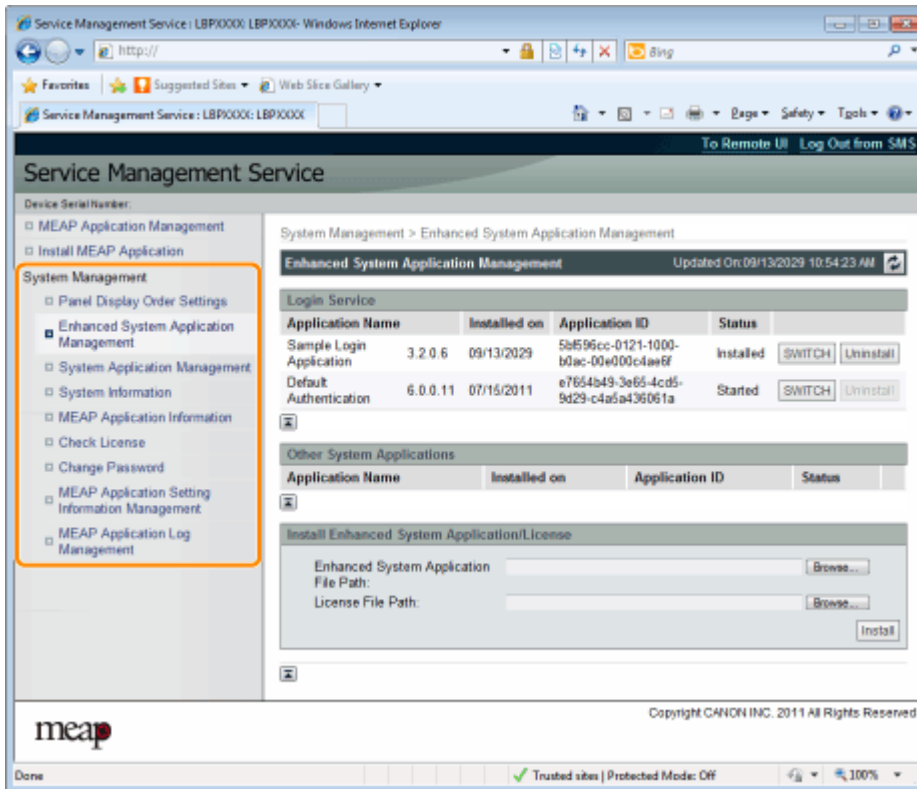 Service Management Service : LBPXXXX: LBPXXXX- Windows Internet Explorer
http://
Bing
Favorites
Suggested Sites
Web Slice Gallery
Service Management Service : LBPXXXX: LBPXXXX
Page Safety Tools
To Remote UI Log Out from SMS
Service Management Service
Device Serial Number:
MEAP Application Management
Install MEAP Application
System Management
Panel Display Order Settings
Enhanced System Application
Management
System Application Management
System Information
MEAP Application Information
Check License
Change Password
MEAP Application Setting
Information Management
MEAP Application Log
Management
System Management > Enhanced System Application Management
Enhanced System Application Management Updated On:09/13/2029 10:54:23 AM
Login Service
Application Name Installed on Application ID Status
Sample Login
Application 3.2.0.6 09/13/2029 5bf596cc-0121-1000-
b0ac-00e000c4ae6f Installed SWITCH Uninstall
Default
Authentication 6.0.0.11 07/15/2011 e7654b49-3e65-4cd5-
9d29-c4a5a436061a Started SWITCH Uninstall
Other System Applications
Application Name Installed on Application ID Status
Install Enhanced System Application/License
Enhanced System Application
File Path: Browse...
License File Path: Browse...
Install
meap
Copyright CANON INC. 2011 All Rights Reserved
Done Trusted sites | Protected Mode: Off 100%